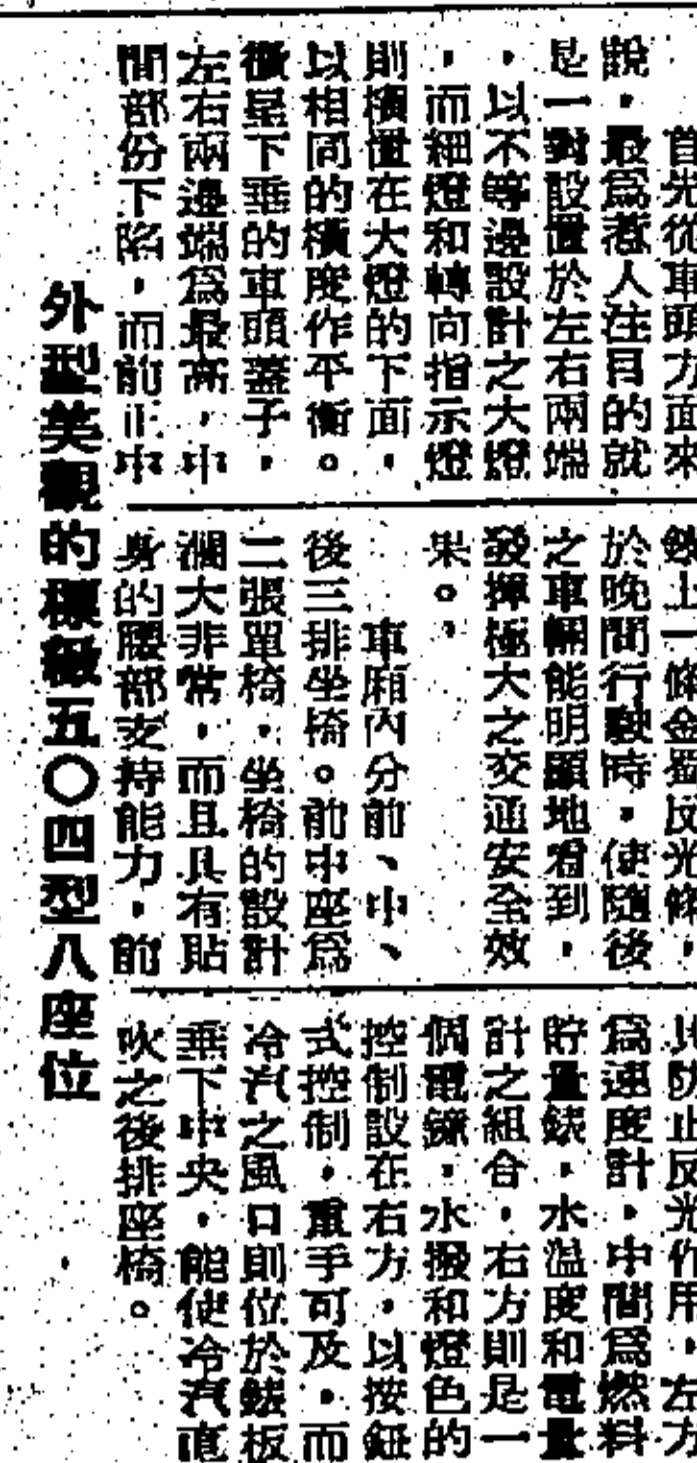 首先從車頭方面來
說，最爲惹人注目的就
是一對設置於左右兩端
，以不等邊設計之大燈
，而細燈和轉向指示燈
則橫置在大燈的下面，
以相同的橫度作平衡。
微呈下垂的車頭蓋子，
左右兩邊端爲最高，中
間部份下陷，而前正中
上一條金屬反光條，
於晚間行駛時，使隨後
之車輛能明顯地看到，
發揮極大之交通安全效
果。
車廂內分前、中、
後三排坐椅。前中座爲
二張單椅，坐椅的設計
濶大非常，而且具有貼
身的腰部支持能力，前
具防止反光作用，左方
爲速度計，中間爲燃料
貯量錶，水溫度和電量
計之組合，右方則是一
個電鐘，水撥和燈色的
控制設在右方，以按鈕
式控制，重手可及，而
冷汽之風口則位於錶板
垂下中央，能使冷汽直
吹之後排座椅。
外型美觀的標緻五〇四型八座位